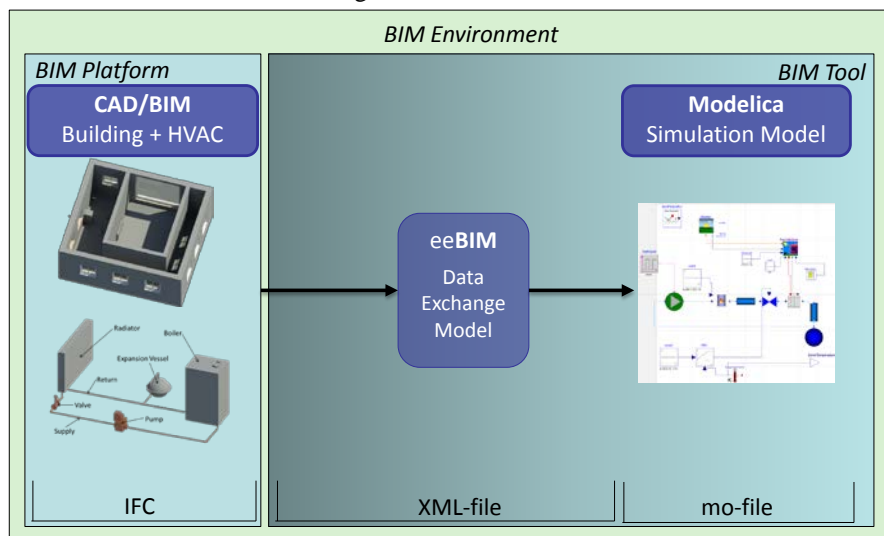 BIM Environment
BIM Platform
BIM Tool
CAD/BIM
Building + HVAC
Modelica
Simulation Model
eeBIM
Data
Exchange
Model
Radiator
Boiler
Expansion Vessel
Return
Valve
Pump
Supply
IFC
XML-file
mo-file